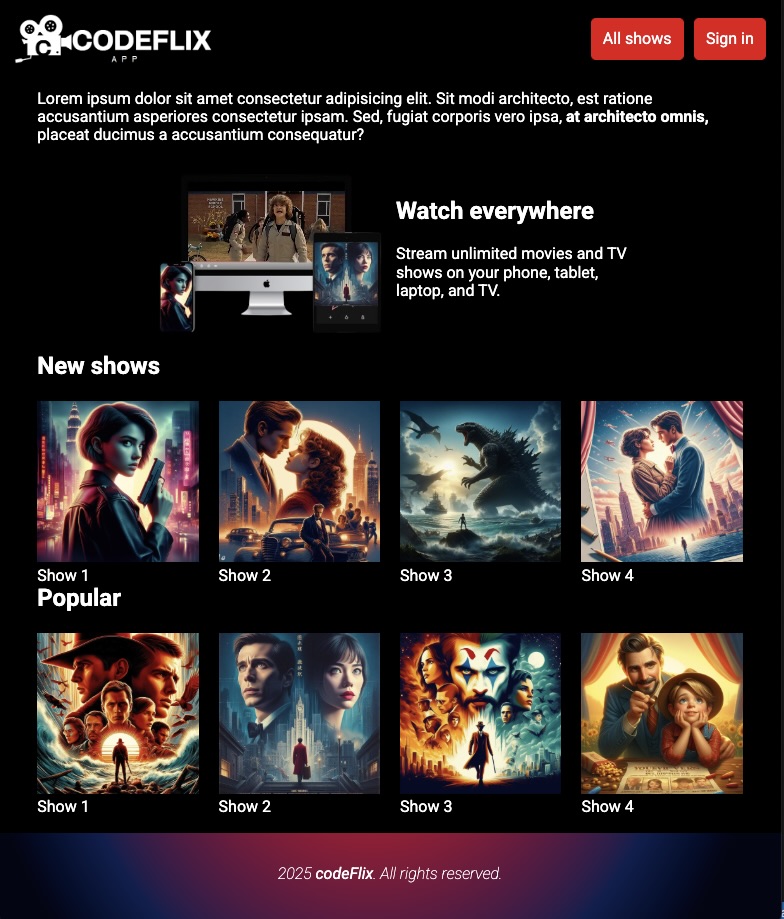 CODEFLIX
APP
All shows
Sign in
Lorem ipsum dolor sit amet consectetur adipisicing elit. Sit modi architecto, est ratione
accusantium asperiores consectetur ipsam. Sed, fugiat corporis vero ipsa, at architecto omnis,
placeat ducimus a accusantium consequatur?
Watch everywhere
Stream unlimited movies and TV
shows on your phone, tablet,
laptop, and TV.
New shows
Show 1
Show 2
Show 3
Show 4
Popular
Show 1
Show 2
Show 3
Show 4
2025 codeFlix. All rights reserved.